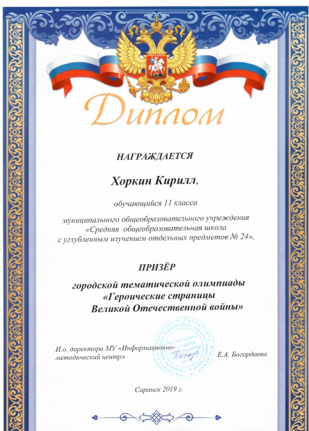 Диплом
НАГРАЖДАЕТСЯ
Хоркин Кирилл,
обучающийся 11 класса
муниципального общеобразовательного учреждения
«Средняя общеобразовательная школа
с углубленным изучением отдельных предметов № 24»,
ПРИЗЁР
городской тематической олимпиады
«Героические страницы
Великой Отечественной войны»
И.о. директора МУ «Информационно-
методический центр»
Е.А. Богордаева
Саранск 2019 г.